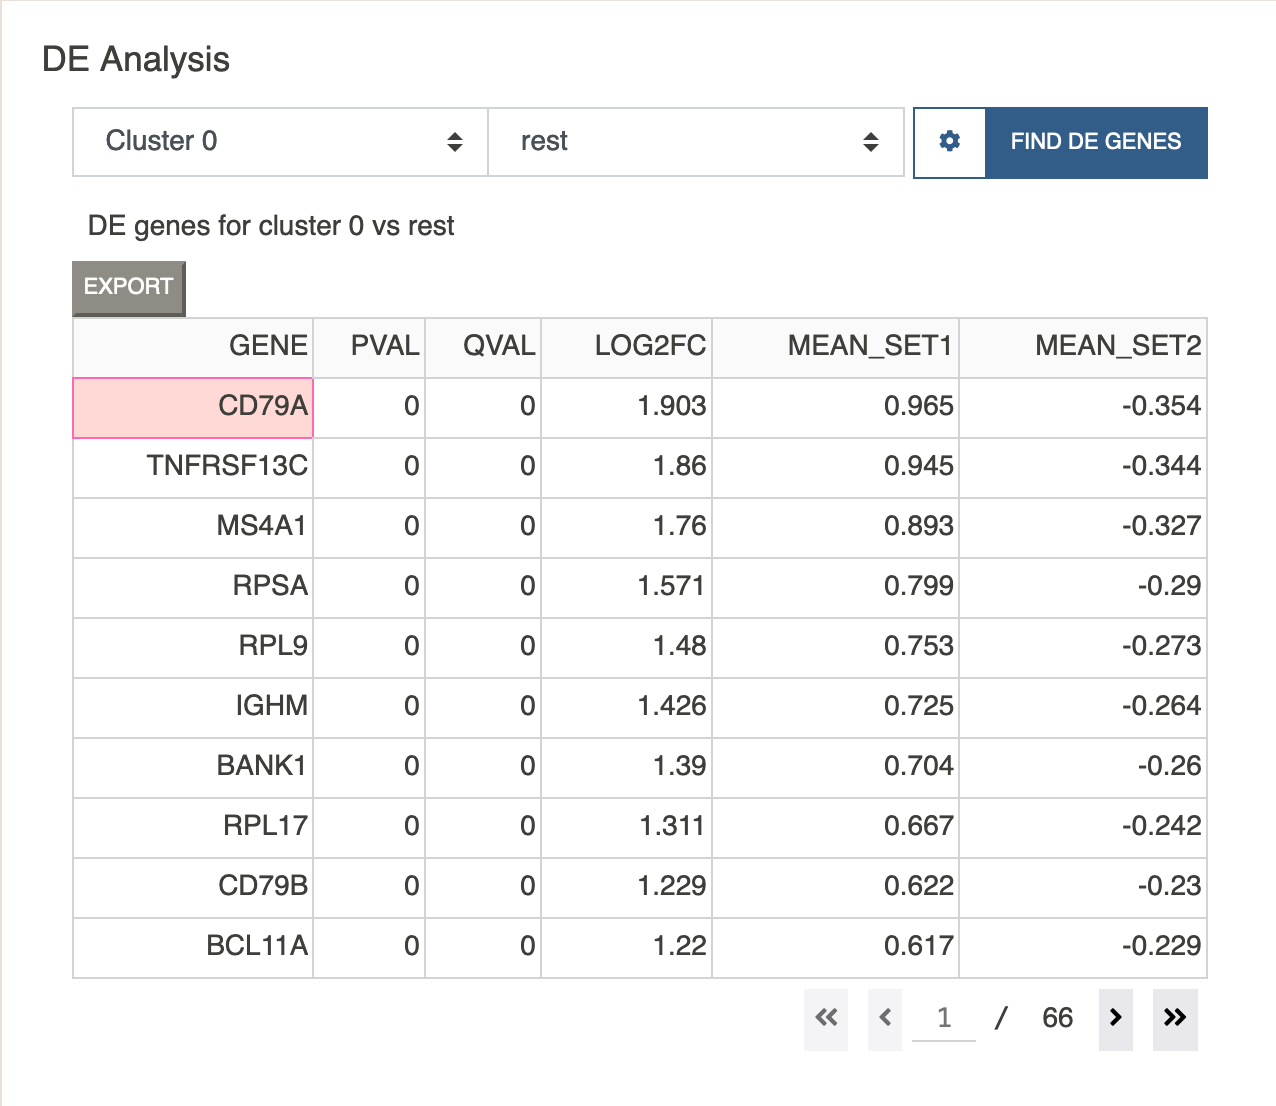 DE Analysis
Cluster 0 rest FIND DE GENES
DE genes for cluster 0 vs rest
EXPORT
GENE PVAL QVAL LOG2FC MEAN_SET1 MEAN_SET2
CD79A 0 0 1.903 0.965 -0.354
TNFRSF13C 0 0 1.86 0.945 -0.344
MS4A1 0 0 1.76 0.893 -0.327
RPSA 0 0 1.571 0.799 -0.29
RPL9 0 0 1.48 0.753 -0.273
IGHM 0 0 1.426 0.725 -0.264
BANK1 0 0 1.39 0.704 -0.26
RPL17 0 0 1.311 0.667 -0.242
CD79B 0 0 1.229 0.622 -0.23
BCL11A 0 0 1.22 0.617 -0.229
1 / 66